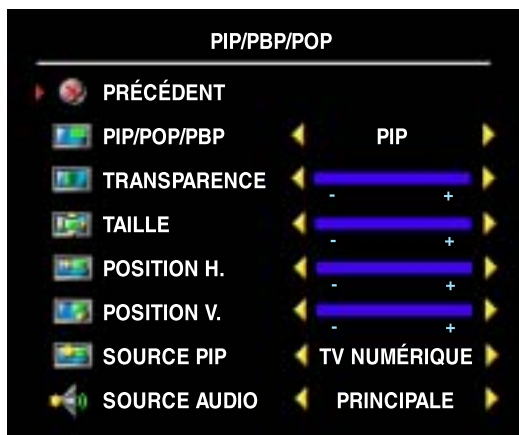 PIP/PBP/POP
PRÉCÉDENT
PIP/POP/PBP PIP
TRANSPARENCE
- +
TAILLE
- +
POSITION H.
- +
POSITION V.
- +
SOURCE PIP TV NUMÉRIQUE
SOURCE AUDIO PRINCIPALE